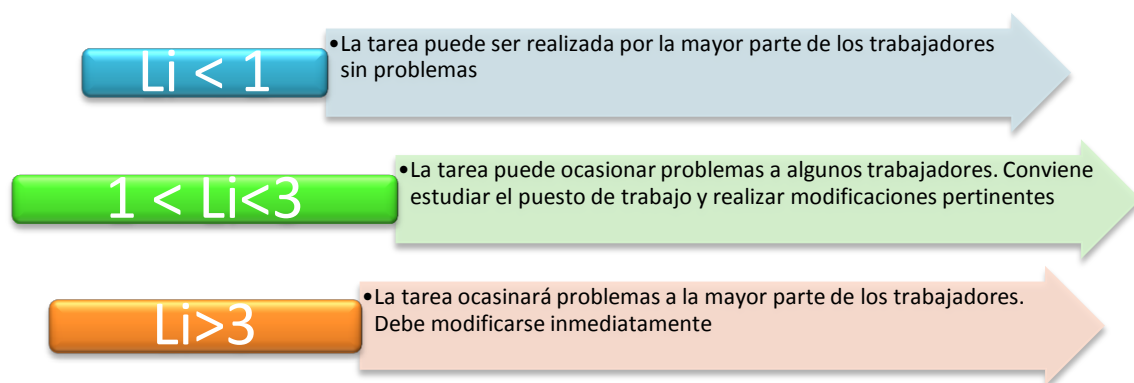 Li < 1
•La tarea puede ser realizada por la mayor parte de los trabajadores
sin problemas
1 < Li<3
•La tarea puede ocasionar problemas a algunos trabajadores. Conviene
estudiar el puesto de trabajo y realizar modificaciones pertinentes
Li>3
•La tarea ocasinará problemas a la mayor parte de los trabajadores.
Debe modificarse inmediatamente